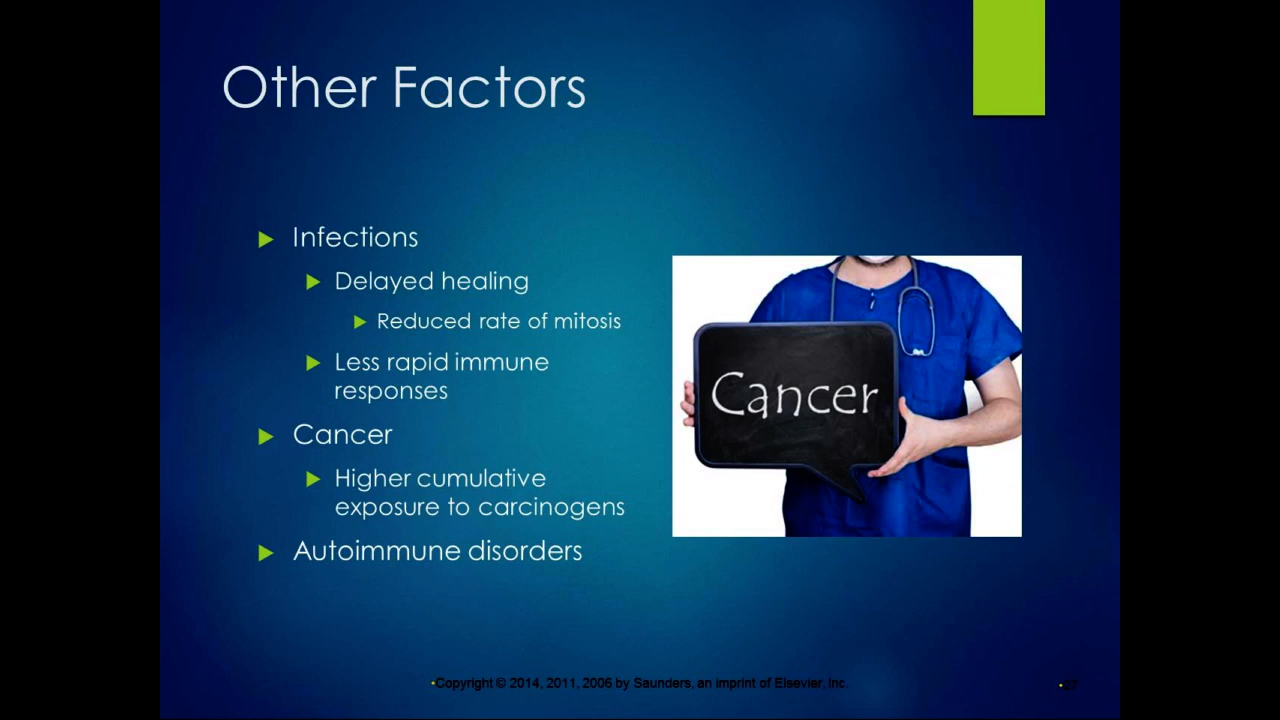 Other Factors
Infections
Delayed healing
Reduced rate of mitosis
Less rapid immune
responses
Cancer
Higher cumulative
exposure to carcinogens
Autoimmune disorders
Cancer
•Copyright © 2014, 2011, 2006 by Saunders, an imprint of Elsevier, Inc.
•27